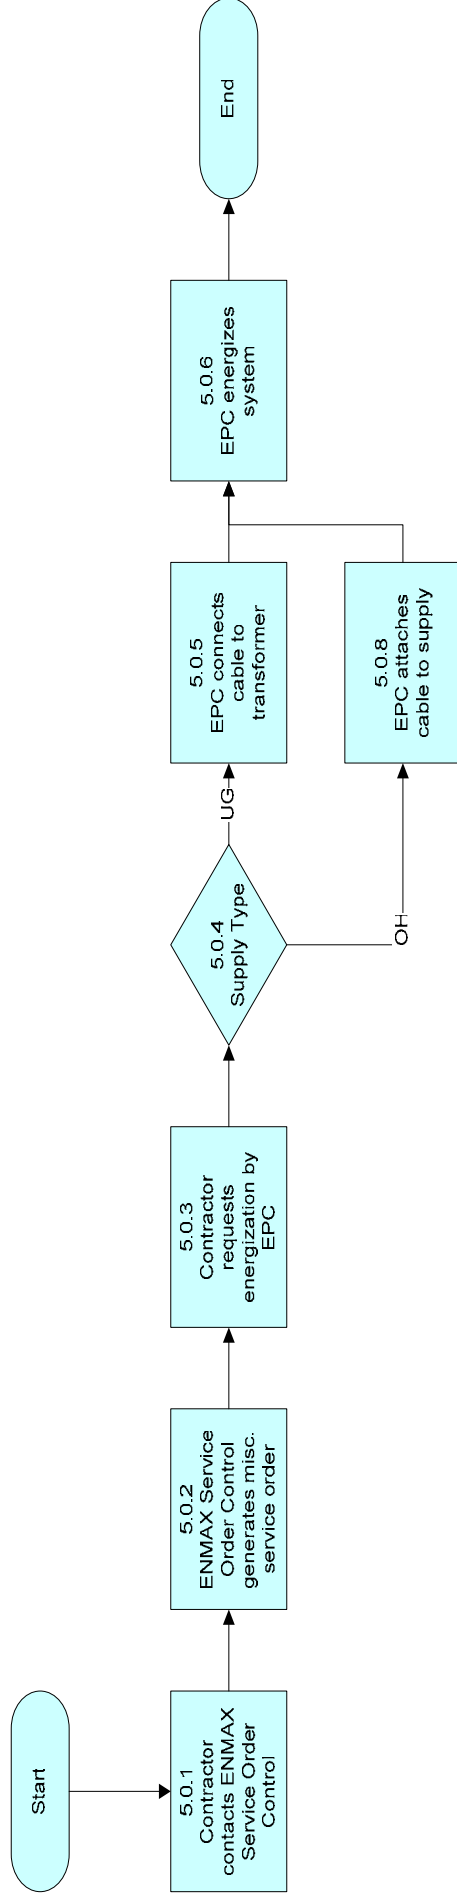 Start
5.0.1
Contractor
contacts ENMAX
Service Order
Control
5.0.2
ENMAX Service
Order Control
generates misc.
service order
5.0.3
Contractor
requests
energization by
EPC
5.0.4
Supply Type
UG
OH
5.0.5
EPC connects
cable to
transformer
5.0.8
EPC attaches
cable to supply
5.0.6
EPC energizes
system
End